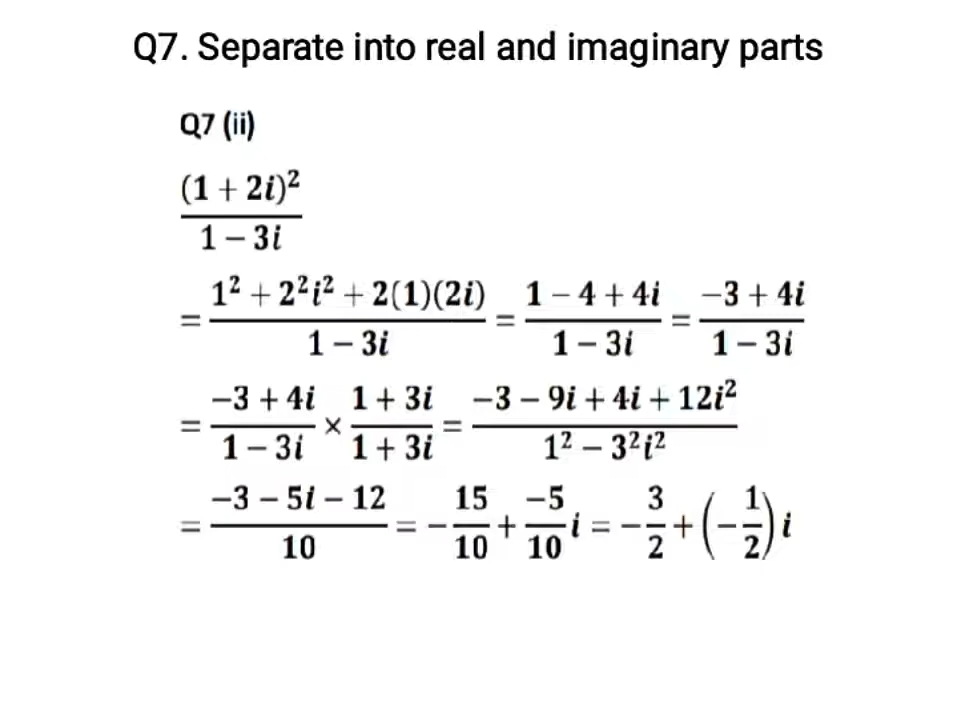 Q7. Separate into real and imaginary parts
Q7 (ii)
(1 + 2i)²
1 − 3i
= 1² + 2²i² + 2(1)(2i) / 1 − 3i = 1 − 4 + 4i / 1 − 3i = −3 + 4i / 1 − 3i
= −3 + 4i / 1 − 3i × 1 + 3i / 1 + 3i = −3 − 9i + 4i + 12i² / 1² − 3²i²
= −3 − 5i − 12 / 10 = − 15/10 + −5/10 i = − 3/2 + (− 1/2) i